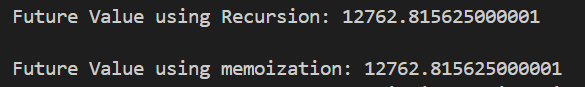 Future Value using Recursion: 12762.815625000001
Future Value using memoization: 12762.815625000001